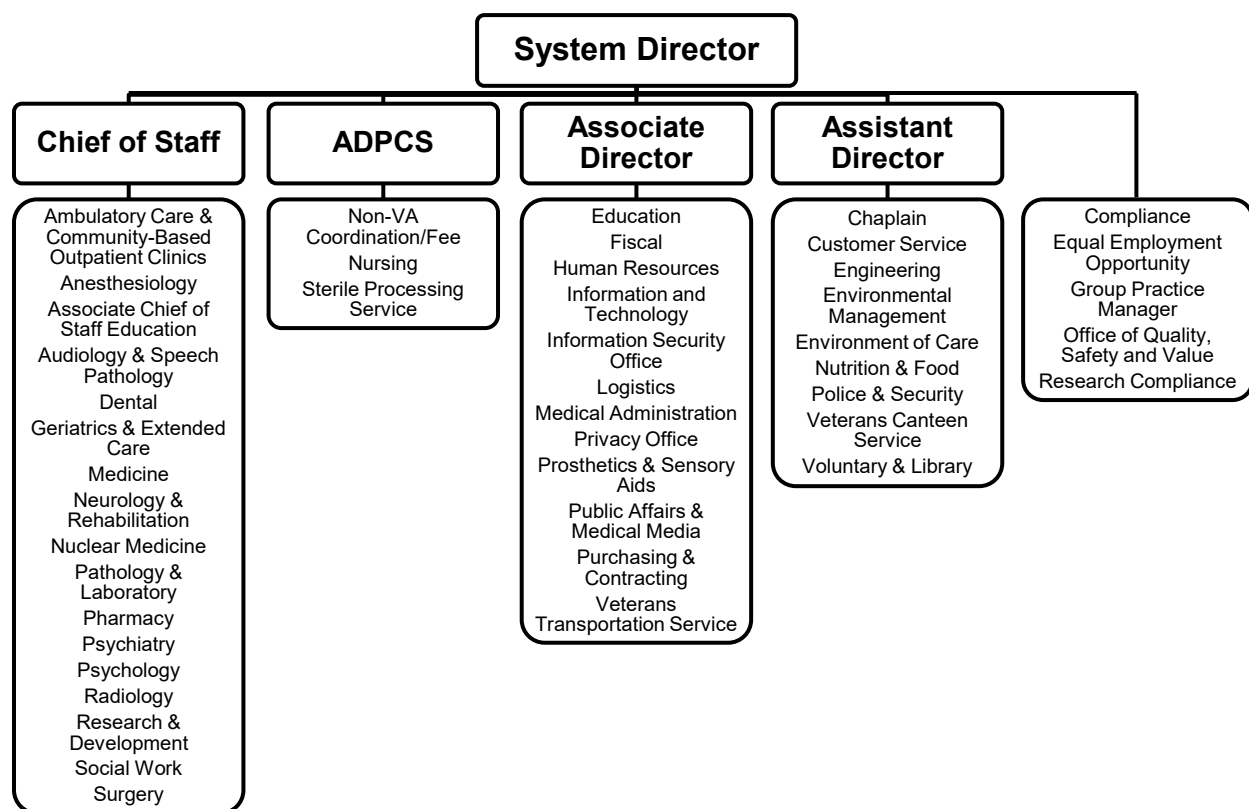 System Director
Chief of Staff
ADPCS
Associate
Director
Assistant
Director
Ambulatory Care &
Community-Based
Outpatient Clinics
Anesthesiology
Associate Chief of
Staff Education
Audiology & Speech
Pathology
Dental
Geriatrics & Extended
Care
Medicine
Neurology &
Rehabilitation
Nuclear Medicine
Pathology &
Laboratory
Pharmacy
Psychiatry
Psychology
Radiology
Research &
Development
Social Work
Surgery
Non-VA
Coordination/Fee
Nursing
Sterile Processing
Service
Education
Fiscal
Human Resources
Information and
Technology
Information Security
Office
Logistics
Medical Administration
Privacy Office
Prosthetics & Sensory
Aids
Public Affairs &
Medical Media
Purchasing &
Contracting
Veterans
Transportation Service
Chaplain
Customer Service
Engineering
Environmental
Management
Environment of Care
Nutrition & Food
Police & Security
Veterans Canteen
Service
Voluntary & Library
Compliance
Equal Employment
Opportunity
Group Practice
Manager
Office of Quality,
Safety and Value
Research Compliance